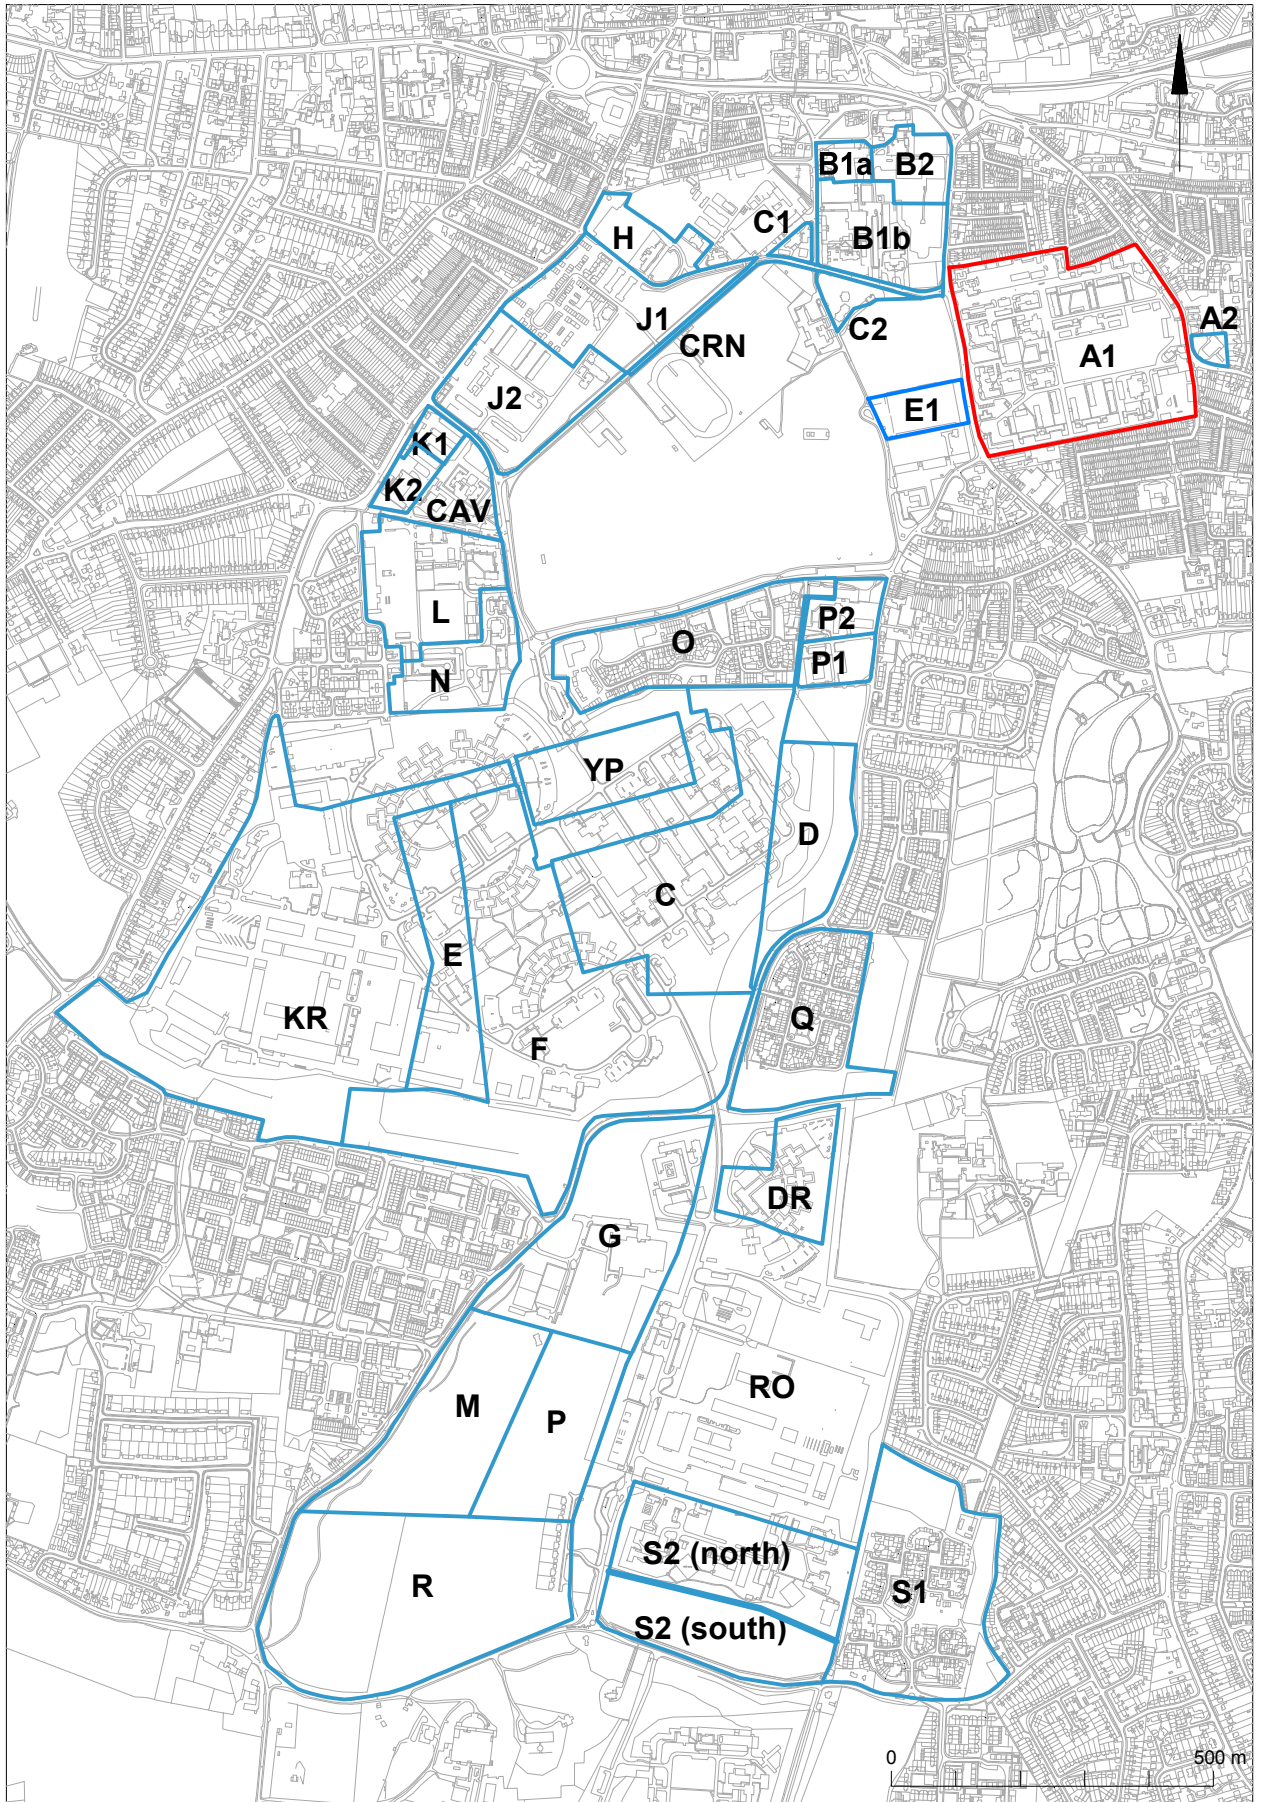 B1a
B2
H
C1
B1b
J1
CRN
C2
A2
A1
J2
E1
K1
K2
CAV
L
O
P2
P1
N
YP
D
C
E
KR
F
Q
DR
G
M
P
RO
R
S2 (north)
S1
S2 (south)
0
500 m